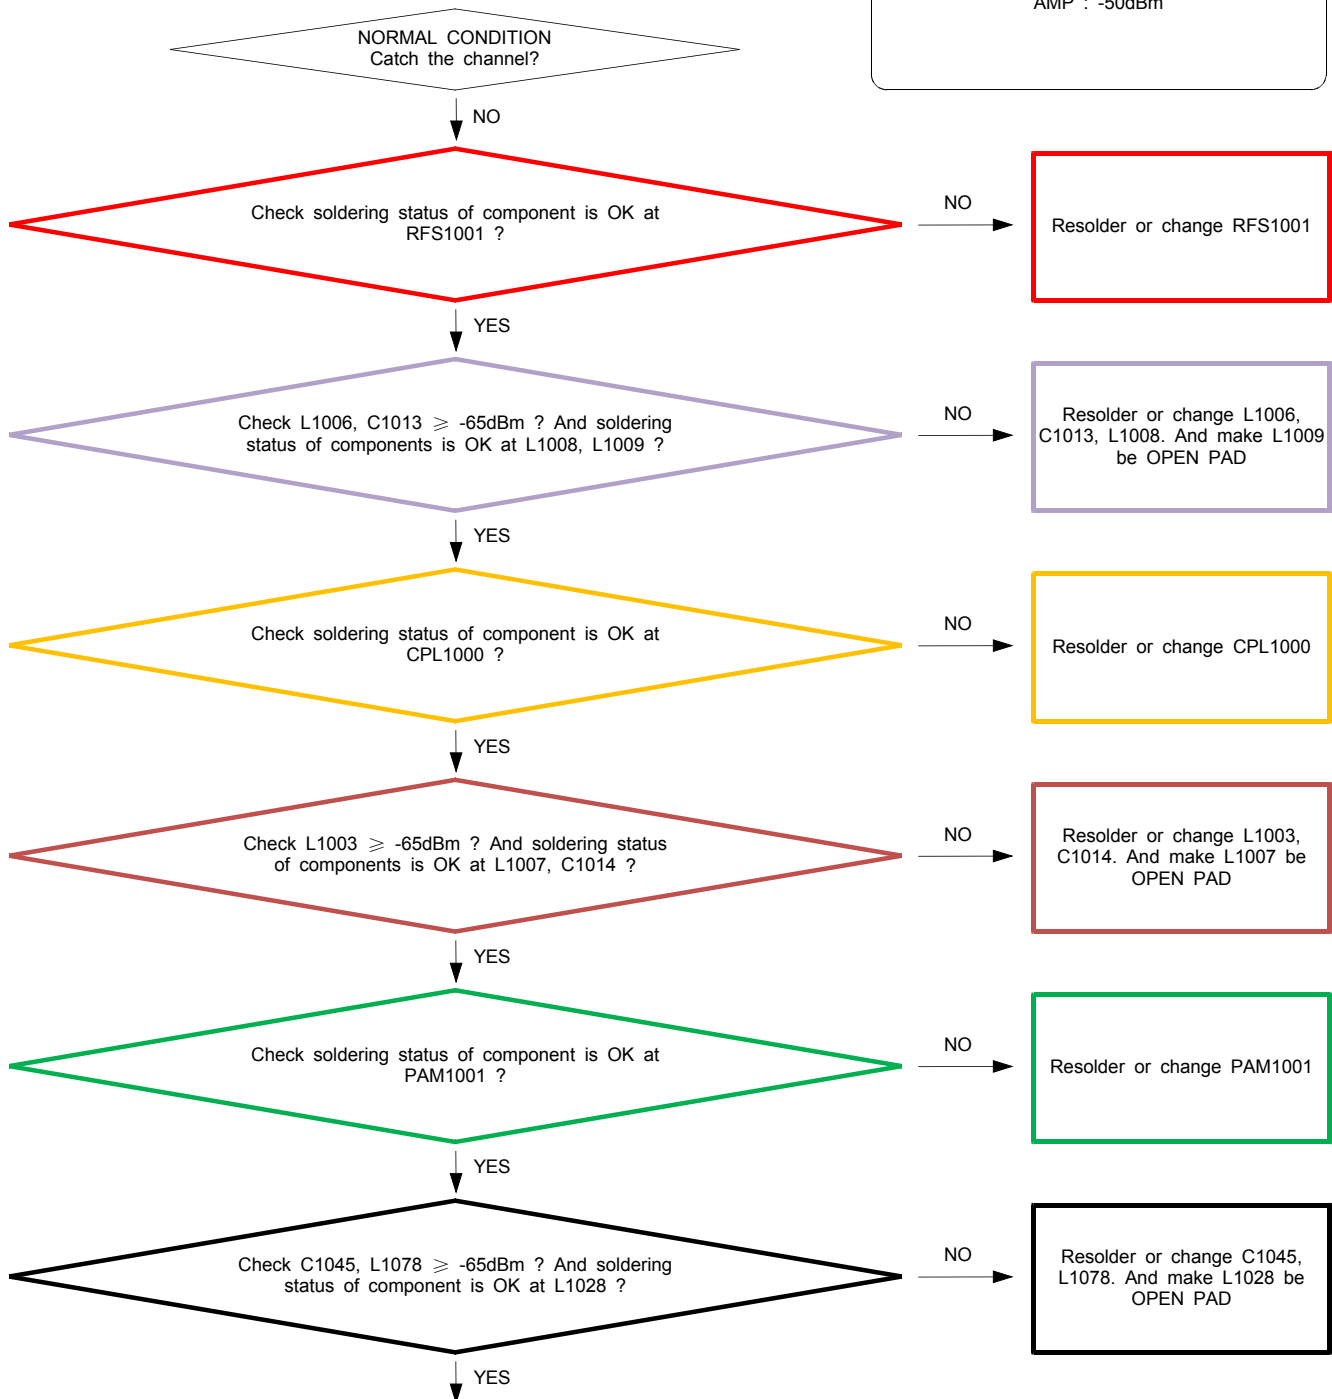 AMP : -50dBm
NORMAL CONDITION
Catch the channel?
NO
Check soldering status of component is OK at
RFS1001 ?
NO
Resolder or change RFS1001
YES
Check L1006, C1013 ≥ -65dBm ? And soldering
status of components is OK at L1008, L1009 ?
NO
Resolder or change L1006,
C1013, L1008. And make L1009
be OPEN PAD
YES
Check soldering status of component is OK at
CPL1000 ?
NO
Resolder or change CPL1000
YES
Check L1003 ≥ -65dBm ? And soldering status
of components is OK at L1007, C1014 ?
NO
Resolder or change L1003,
C1014. And make L1007 be
OPEN PAD
YES
Check soldering status of component is OK at
PAM1001 ?
NO
Resolder or change PAM1001
YES
Check C1045, L1078 ≥ -65dBm ? And soldering
status of component is OK at L1028 ?
NO
Resolder or change C1045,
L1078. And make L1028 be
OPEN PAD
YES